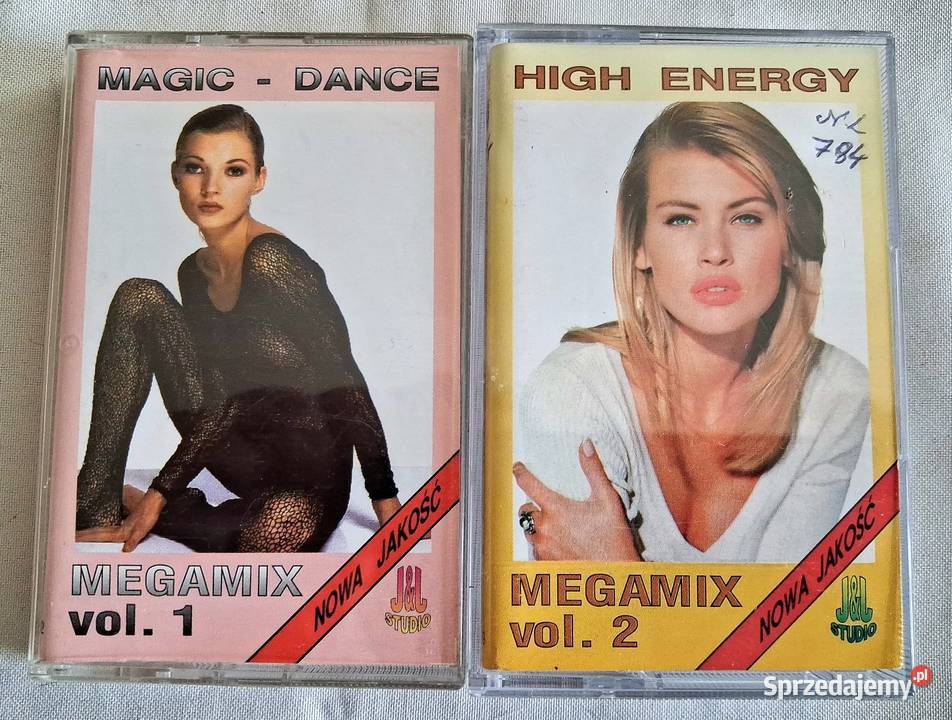 MAGIC - DANCE
MEGAMIX
vol. 1
NOWA JAKOŚĆ
J&L
STUDIO
HIGH ENERGY
784
MEGAMIX
vol. 2
NOWA JAKOŚĆ
J&L
STUDIO
Sprzedajemy.pl